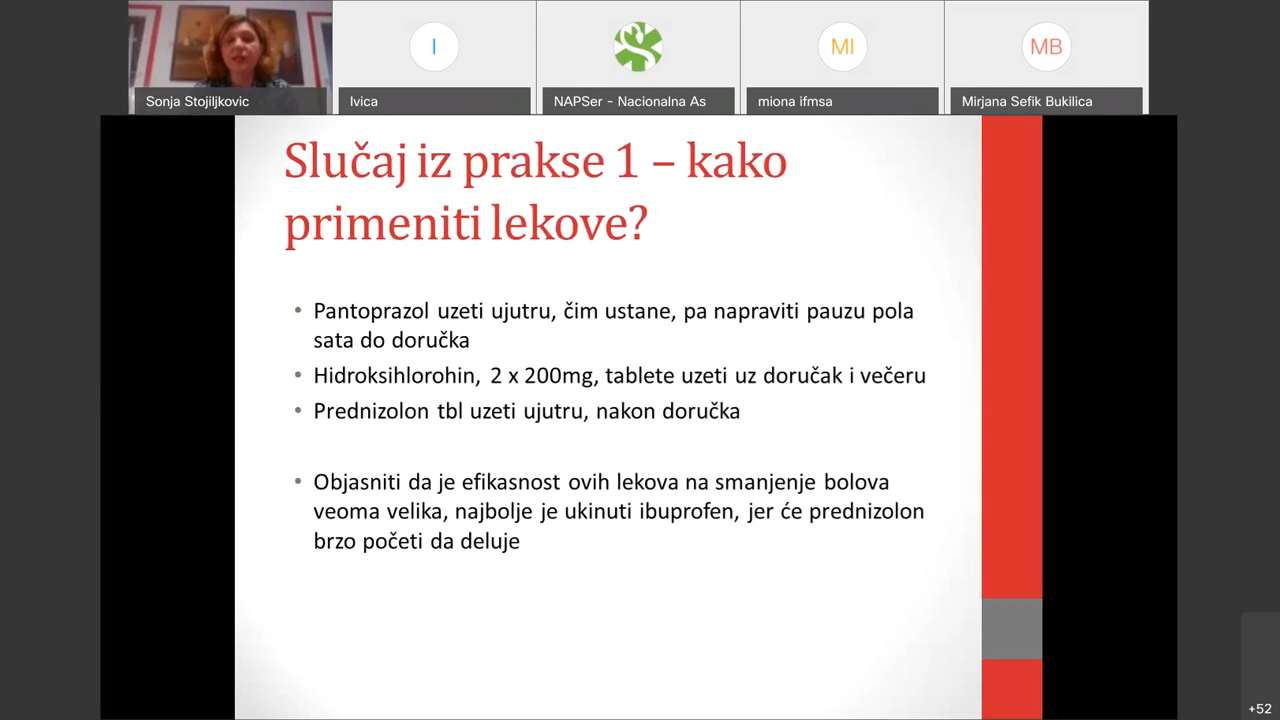 Sonja Stojiljkovic
I
Ivica
NAPSer - Nacionalna As
MI
miona ifmsa
MB
Mirjana Sefik Bukilica
Slučaj iz prakse 1 – kako
primeniti lekove?
• Pantoprazol uzeti ujutru, čim ustane, pa napraviti pauzu pola
sata do doručka
• Hidroksihlorohin, 2 x 200mg, tablete uzeti uz doručak i večeru
• Prednizolon tbl uzeti ujutru, nakon doručka
• Objasniti da je efikasnost ovih lekova na smanjenje bolova
veoma velika, najbolje je ukinuti ibuprofen, jer će prednizolon
brzo početi da deluje
+52